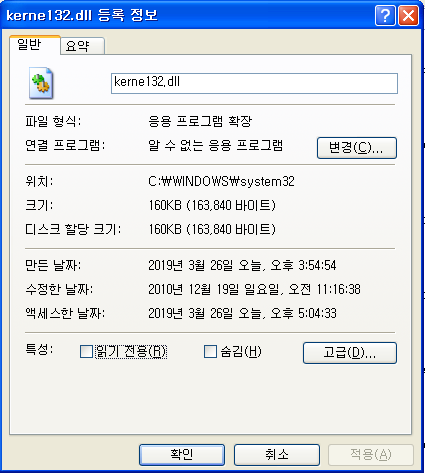 kerne132.dll 등록 정보
일반
요약
kerne132.dll
파일 형식: 응용 프로그램 확장
연결 프로그램: 알 수 없는 응용 프로그램 변경(C)...
위치: C:₩WINDOWS₩system32
크기: 160KB (163,840 바이트)
디스크 할당 크기: 160KB (163,840 바이트)
만든 날짜: 2019년 3월 26일 오늘, 오후 3:54:54
수정한 날짜: 2010년 12월 19일 일요일, 오전 11:16:38
액세스한 날짜: 2019년 3월 26일 오늘, 오후 5:04:33
특성: 읽기 전용(R) 숨김(H) 고급(D)...
확인 취소 적용(A)